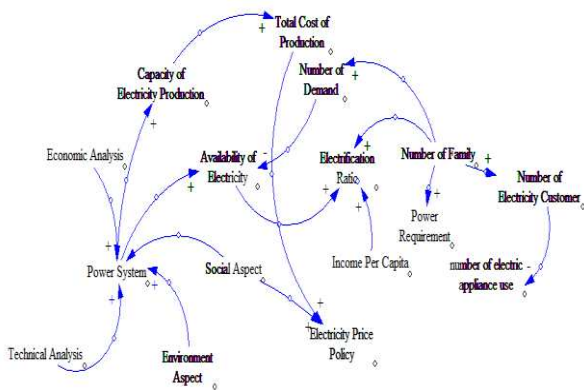 Total Cost of
Production
Number of
Demand
Capacity of
Electricity Production
Economic Analysis
Availability of
Electricity
Electrification
Ratio
Number of Family
Number of
Electricity Customer
Power
Requirement
Power System
Social Aspect
Income Per Capita
number of electric
appliance use
Electricity Price
Policy
Technical Analysis
Environment
Aspect